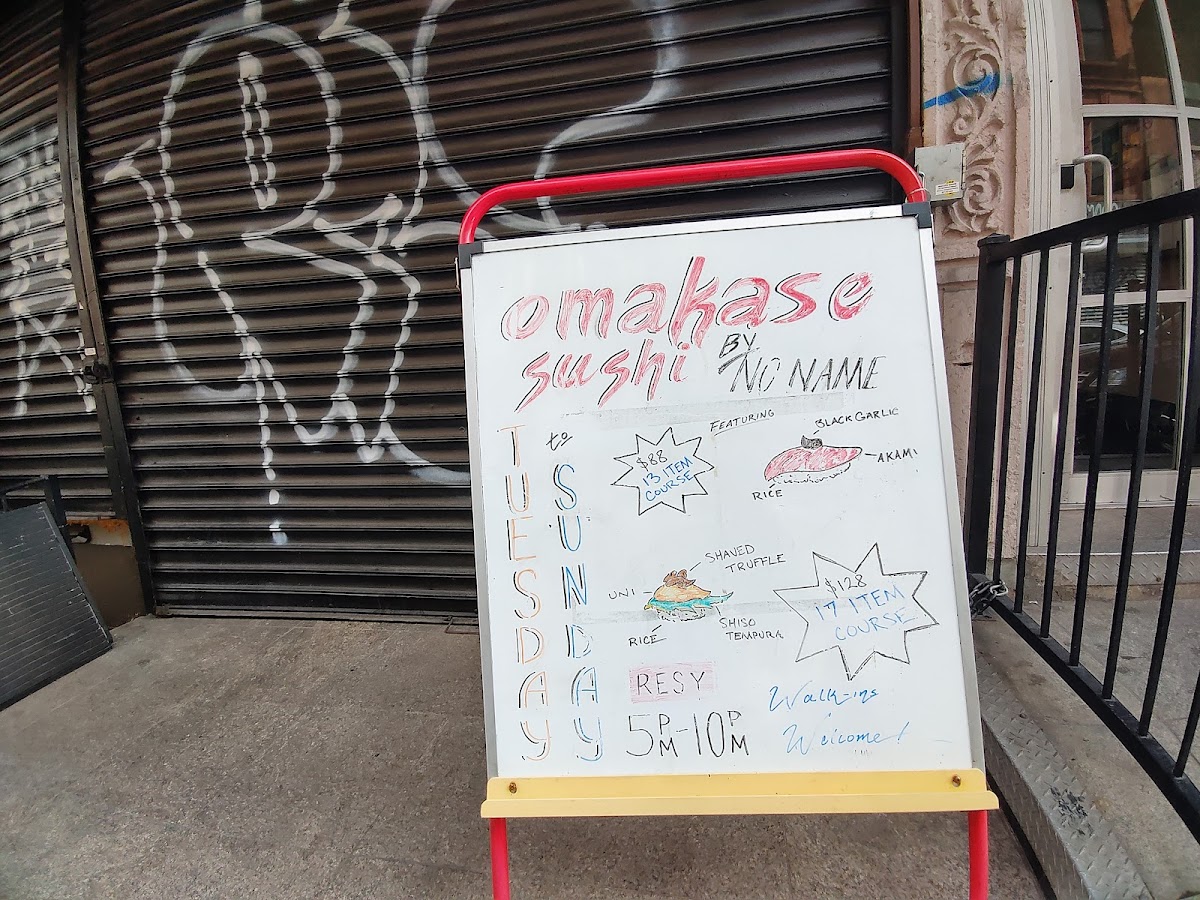 omakase
sushi BY NO NAME
TUESDAY
to
SUNDAY
$88
13 ITEM
COURSE
FEATURING
BLACK GARLIC
AKAMI
RICE
SHAVED
TRUFFLE
UNI
RICE
SHISO
TEMPURA
$128
17 ITEM
COURSE
RESY
5PM-10PM
Walk-ins
Welcome!